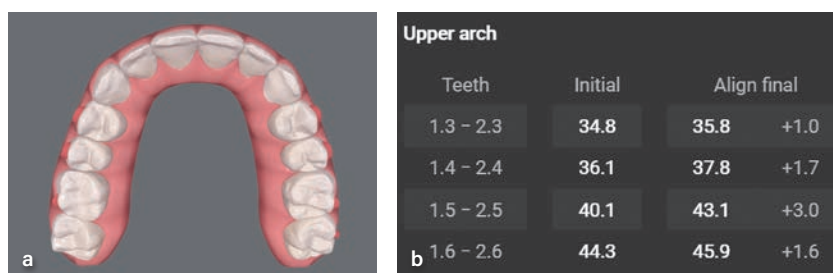 a
Upper arch
Teeth Initial Align final
1.3 – 2.3 34.8 35.8 +1.0
1.4 – 2.4 36.1 37.8 +1.7
1.5 – 2.5 40.1 43.1 +3.0
b 1.6 – 2.6 44.3 45.9 +1.6